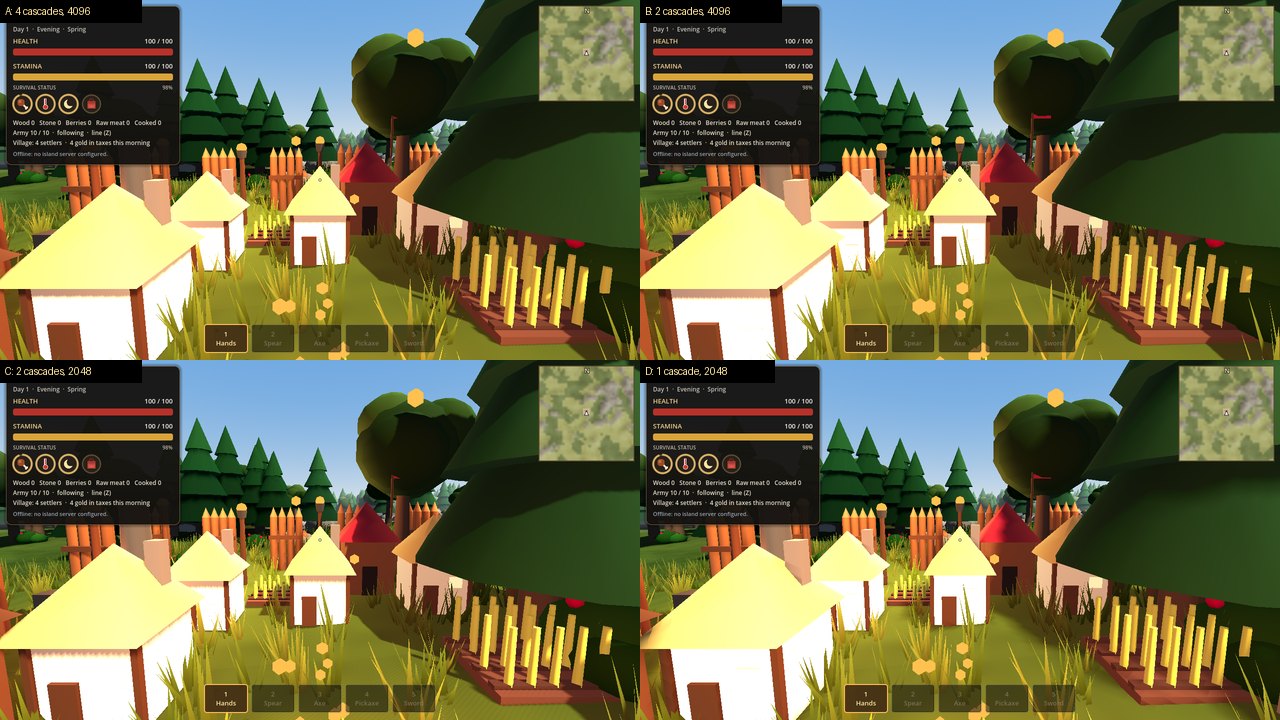 A: 4 cascades, 4096
Day 1 · Evening · Spring
HEALTH 100 / 100
STAMINA 100 / 100
SURVIVAL STATUS 98%
Wood 0 Stone 0 Berries 0 Raw meat 0 Cooked 0
Army 10 / 10 · following · line (Z)
Village: 4 settlers · 4 gold in taxes this morning
Offline: no island server configured.
N
1 2 3 4 5
Hands Spear Axe Pickaxe Sword
B: 2 cascades, 4096
Day 1 · Evening · Spring
HEALTH 100 / 100
STAMINA 100 / 100
SURVIVAL STATUS 98%
Wood 0 Stone 0 Berries 0 Raw meat 0 Cooked 0
Army 10 / 10 · following · line (Z)
Village: 4 settlers · 4 gold in taxes this morning
Offline: no island server configured.
N
1 2 3 4 5
Hands Spear Axe Pickaxe Sword
C: 2 cascades, 2048
Day 1 · Evening · Spring
HEALTH 100 / 100
STAMINA 100 / 100
SURVIVAL STATUS 98%
Wood 0 Stone 0 Berries 0 Raw meat 0 Cooked 0
Army 10 / 10 · following · line (Z)
Village: 4 settlers · 4 gold in taxes this morning
Offline: no island server configured.
N
1 2 3 4 5
Hands Spear Axe Pickaxe Sword
D: 1 cascade, 2048
Day 1 · Evening · Spring
HEALTH 100 / 100
STAMINA 100 / 100
SURVIVAL STATUS 98%
Wood 0 Stone 0 Berries 0 Raw meat 0 Cooked 0
Army 10 / 10 · following · line (Z)
Village: 4 settlers · 4 gold in taxes this morning
Offline: no island server configured.
N
1 2 3 4 5
Hands Spear Axe Pickaxe Sword